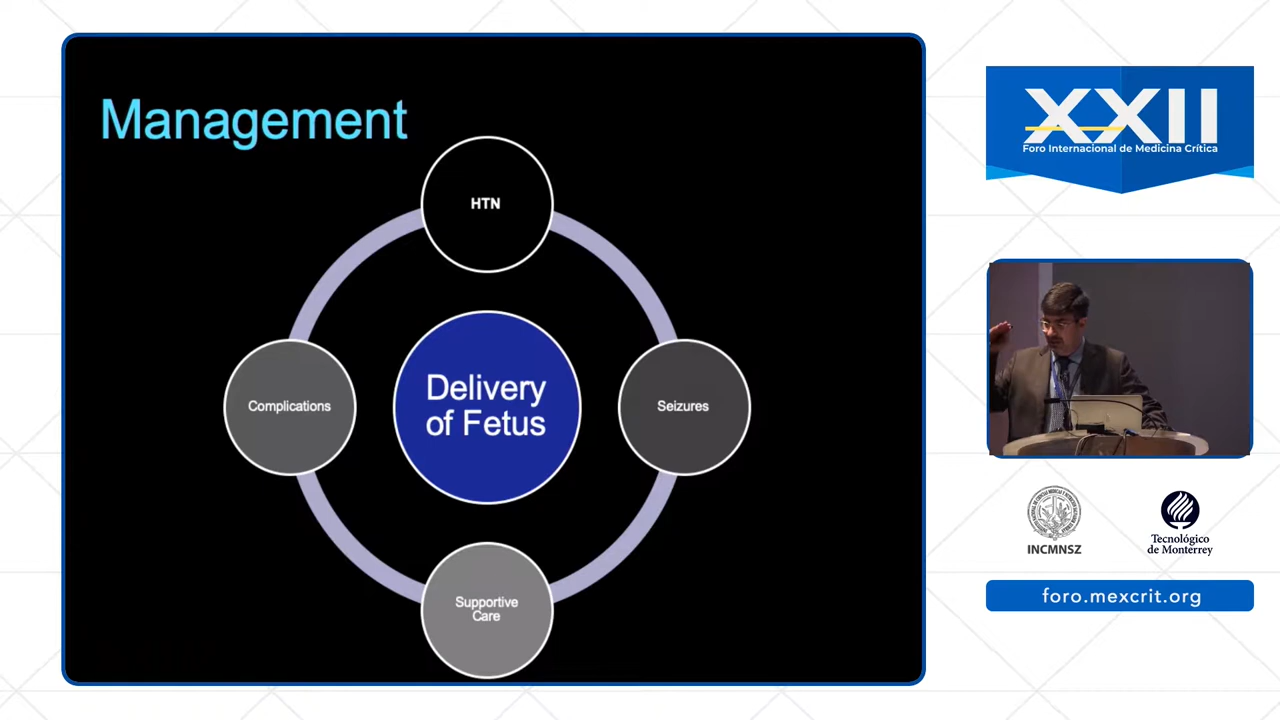 Management
HTN
Complications
Delivery
of Fetus
Seizures
Supportive
Care
XXII
Foro Internacional de Medicina Crítica
INCMNSZ
Tecnológico
de Monterrey
foro.mexcrit.org